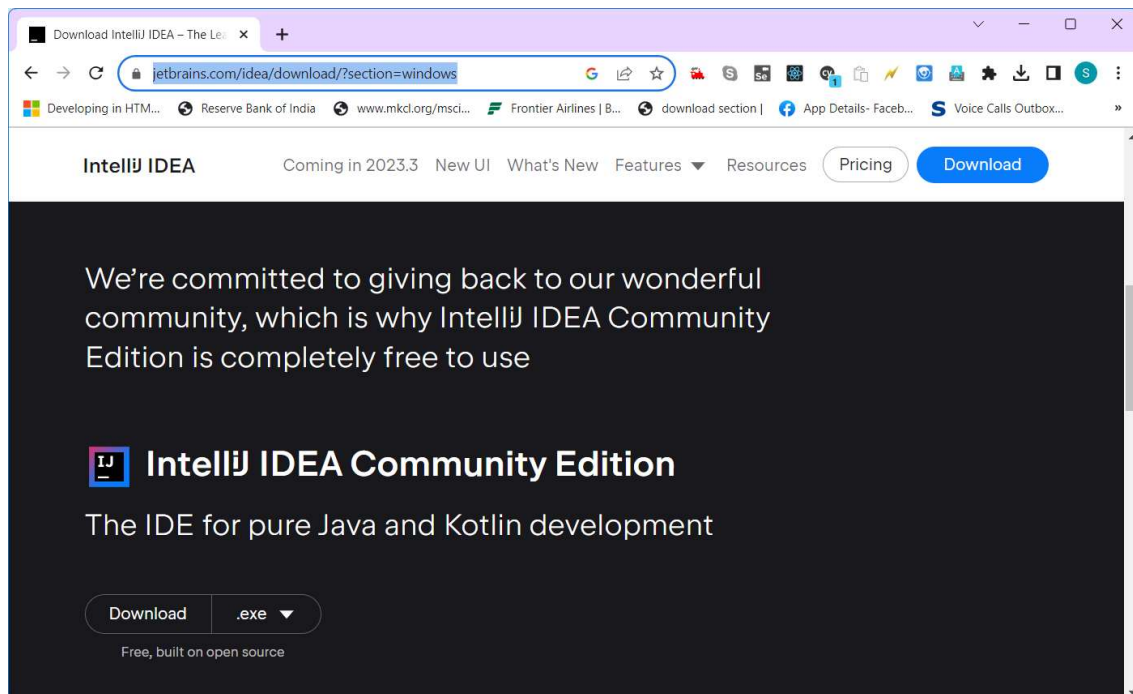 Download IntelliJ IDEA – The Lea
jetbrains.com/idea/download/?section=windows
G
S
Se
1
S
Developing in HTM...
Reserve Bank of India
www.mkcl.org/msci...
Frontier Airlines | B...
download section |
App Details- Faceb...
S Voice Calls Outbox...
»
IntelliJ IDEA
Coming in 2023.3
New UI
What's New
Features
Resources
Pricing
Download
We're committed to giving back to our wonderful
community, which is why IntelliJ IDEA Community
Edition is completely free to use
IJ
IntelliJ IDEA Community Edition
The IDE for pure Java and Kotlin development
Download
.exe
Free, built on open source